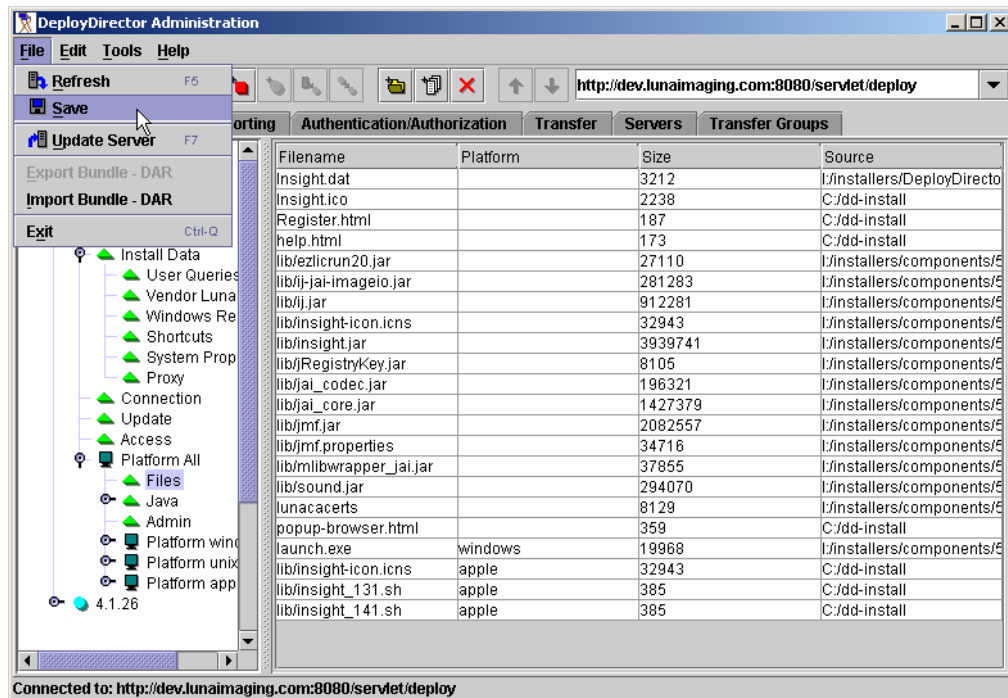 DeployDirector Administration
File Edit Tools Help
Refresh F5
Save
Update Server F7
Export Bundle - DAR
Import Bundle - DAR
Exit Ctrl-Q
http://dev.lunaimaging.com:8080/servlet/deploy
orting Authentication/Authorization Transfer Servers Transfer Groups
Install Data
User Queries
Vendor Luna
Windows Re
Shortcuts
System Prop
Proxy
Connection
Update
Access
Platform All
Files
Java
Admin
Platform wind
Platform unix
Platform app
4.1.26
Filename Platform Size Source
Insight.dat 3212 I:/installers/DeployDirecto
Insight.ico 2238 C:/dd-install
Register.html 187 C:/dd-install
help.html 173 C:/dd-install
lib/ezlicrun20.jar 27110 I:/installers/components/5
lib/ij-jai-imageio.jar 281283 I:/installers/components/5
lib/ij.jar 912281 I:/installers/components/5
lib/insight-icon.icns 32943 I:/installers/components/5
lib/insight.jar 3939741 I:/installers/components/5
lib/jRegistryKey.jar 8105 I:/installers/components/5
lib/jai_codec.jar 196321 I:/installers/components/5
lib/jai_core.jar 1427379 I:/installers/components/5
lib/jmf.jar 2082557 I:/installers/components/5
lib/jmf.properties 34716 I:/installers/components/5
lib/mlibwrapper_jai.jar 37855 I:/installers/components/5
lib/sound.jar 294070 I:/installers/components/5
lunacacerts 8129 I:/installers/components/5
popup-browser.html 359 C:/dd-install
launch.exe windows 19968 I:/installers/components/5
lib/insight-icon.icns apple 32943 C:/dd-install
lib/insight_131.sh apple 385 C:/dd-install
lib/insight_141.sh apple 385 C:/dd-install
Connected to: http://dev.lunaimaging.com:8080/servlet/deploy